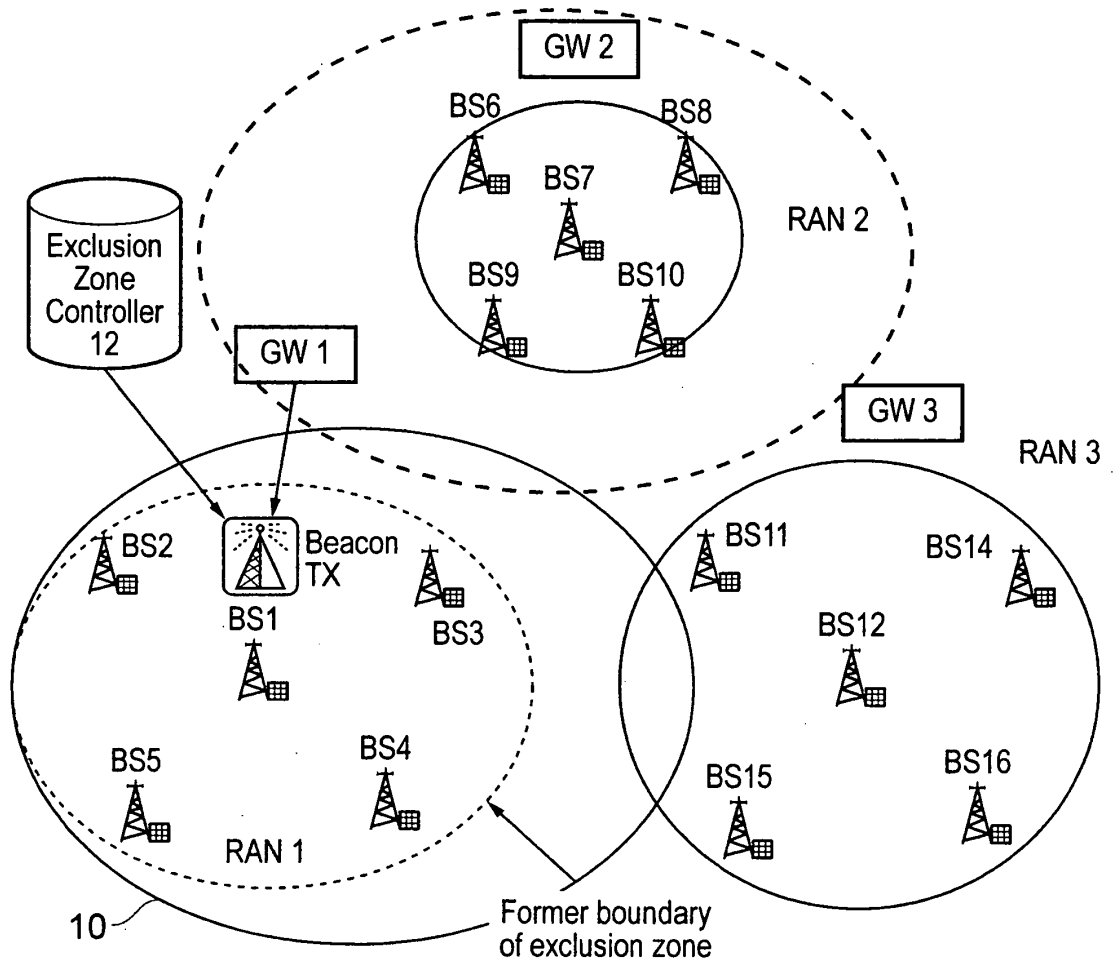 GW 2
BS6
BS8
BS7
RAN 2
BS9
BS10
Exclusion
Zone
Controller
12
GW 1
GW 3
RAN 3
BS2
Beacon
TX
BS3
BS1
BS11
BS14
BS12
BS5
BS4
BS15
BS16
RAN 1
10
Former boundary
of exclusion zone